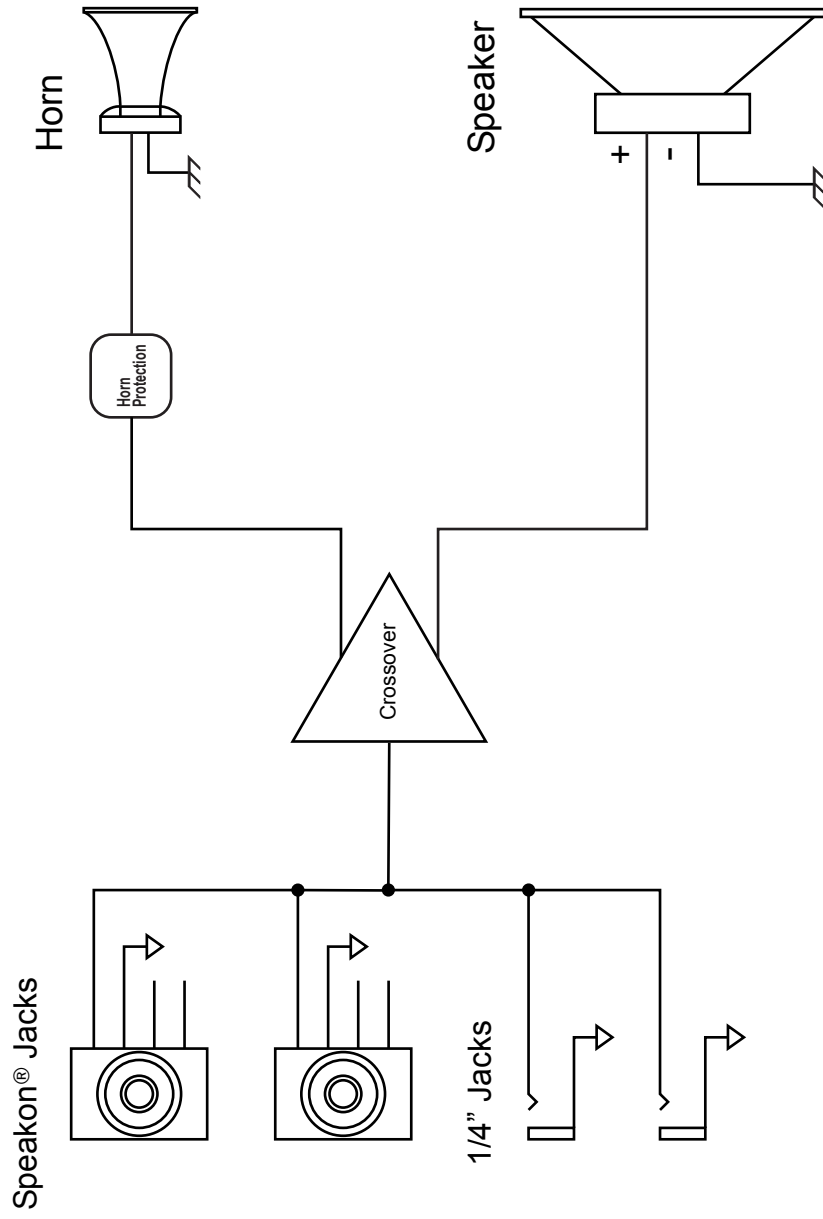 Speakon® Jacks
1/4” Jacks
Crossover
Horn
Protection
Horn
Speaker
+
-